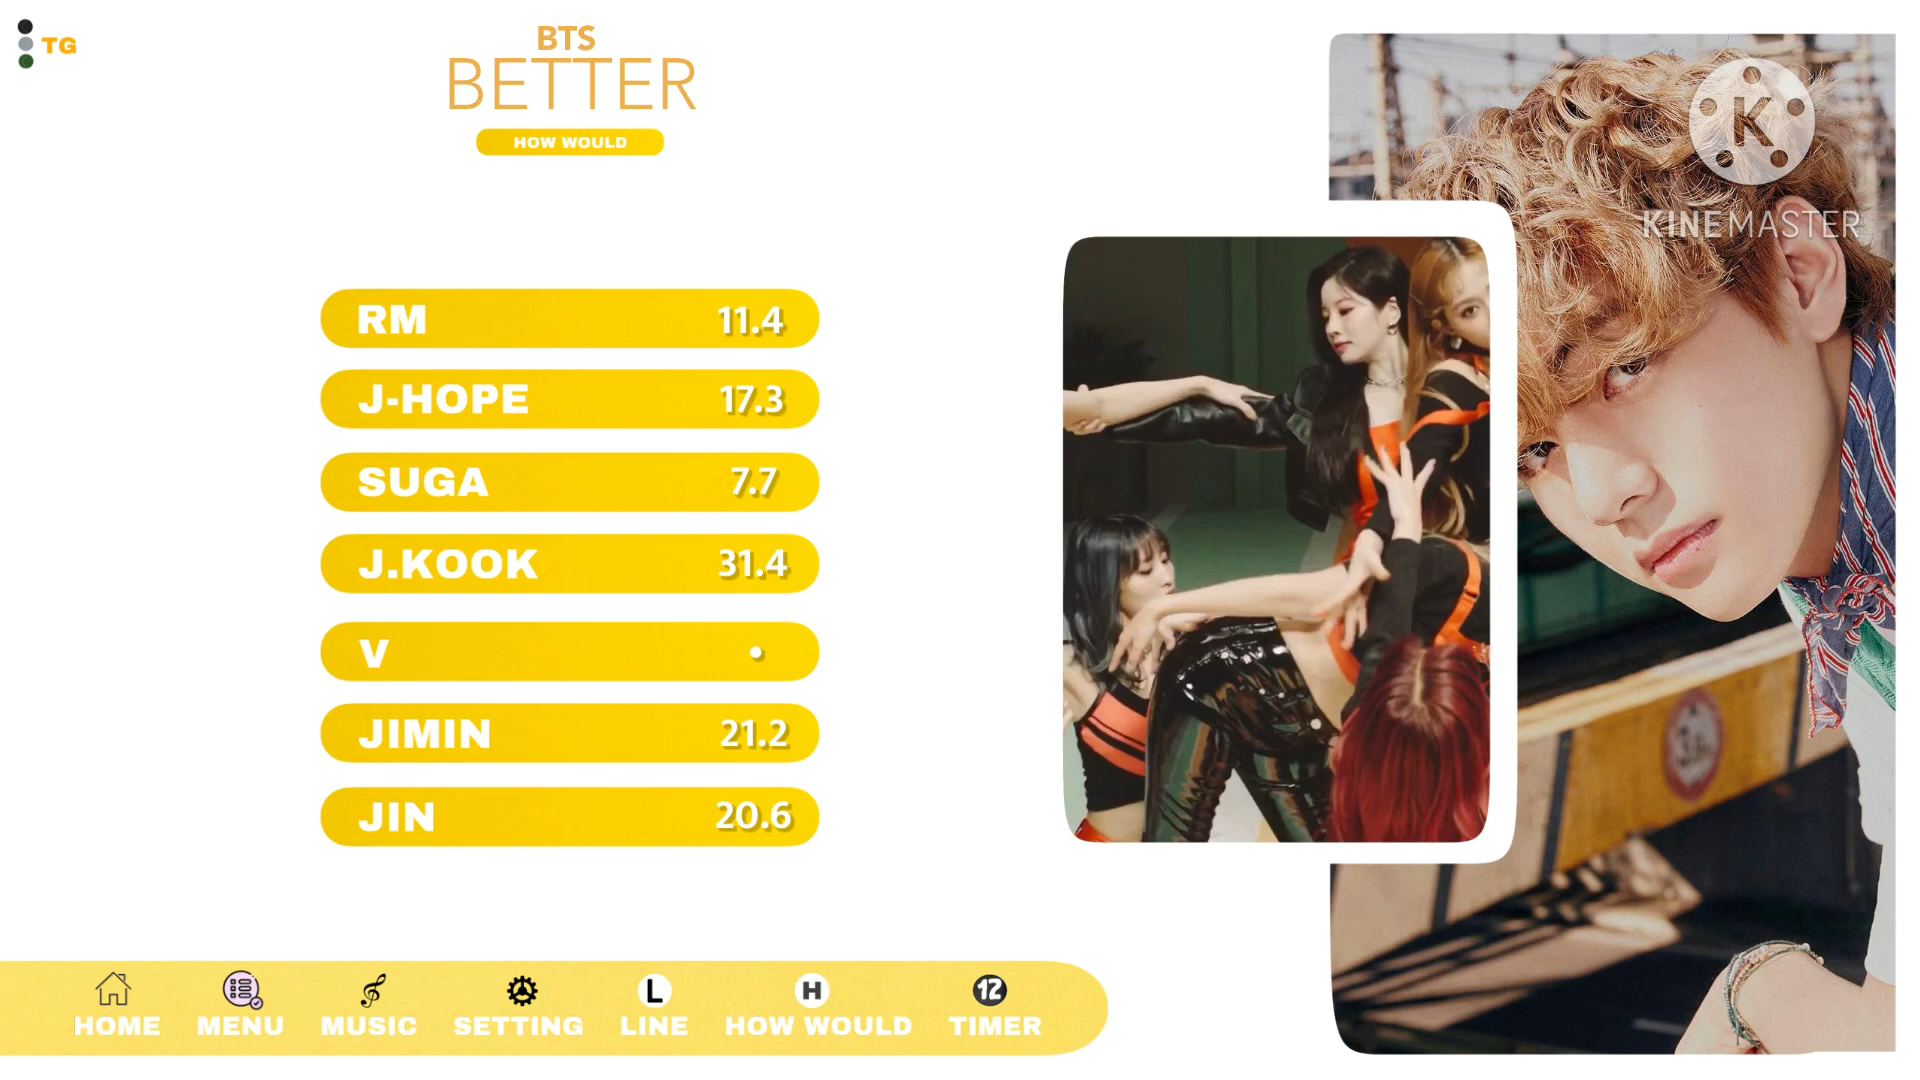 TG
BTS
BETTER
HOW WOULD
RM 11.4
J-HOPE 17.3
SUGA 7.7
J.KOOK 31.4
V •
JIMIN 21.2
JIN 20.6
K
KINEMASTER
L H 12
HOME MENU MUSIC SETTING LINE HOW WOULD TIMER